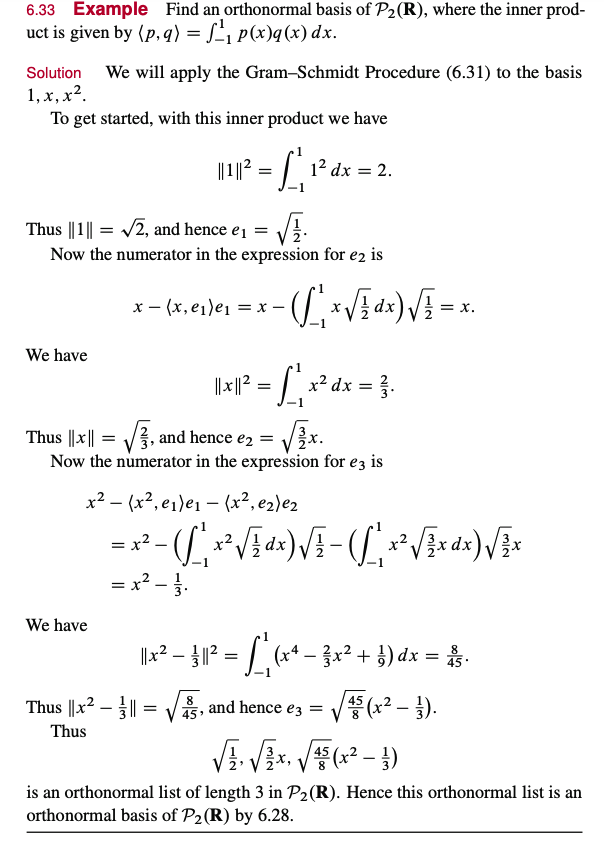 6.33 Example Find an orthonormal basis of 𝒫₂(𝐑), where the inner prod-
uct is given by ⟨p, q⟩ = ∫₋₁¹ p(x)q(x) dx.
Solution We will apply the Gram–Schmidt Procedure (6.31) to the basis
1, x, x².
To get started, with this inner product we have
‖1‖² = ∫₋₁¹ 1² dx = 2.
Thus ‖1‖ = √2, and hence e₁ = √(1/2).
Now the numerator in the expression for e₂ is
x − ⟨x, e₁⟩e₁ = x − (∫₋₁¹ x√(1/2) dx)√(1/2) = x.
We have
‖x‖² = ∫₋₁¹ x² dx = 2/3.
Thus ‖x‖ = √(2/3), and hence e₂ = √(3/2)x.
Now the numerator in the expression for e₃ is
x² − ⟨x², e₁⟩e₁ − ⟨x², e₂⟩e₂
= x² − (∫₋₁¹ x²√(1/2) dx)√(1/2) − (∫₋₁¹ x²√(3/2)x dx)√(3/2)x
= x² − 1/3.
We have
‖x² − 1/3‖² = ∫₋₁¹ (x⁴ − 2/3x² + 1/9) dx = 8/45.
Thus ‖x² − 1/3‖ = √(8/45), and hence e₃ = √(45/8)(x² − 1/3).
Thus
√(1/2), √(3/2)x, √(45/8)(x² − 1/3)
is an orthonormal list of length 3 in 𝒫₂(𝐑). Hence this orthonormal list is an
orthonormal basis of 𝒫₂(𝐑) by 6.28.